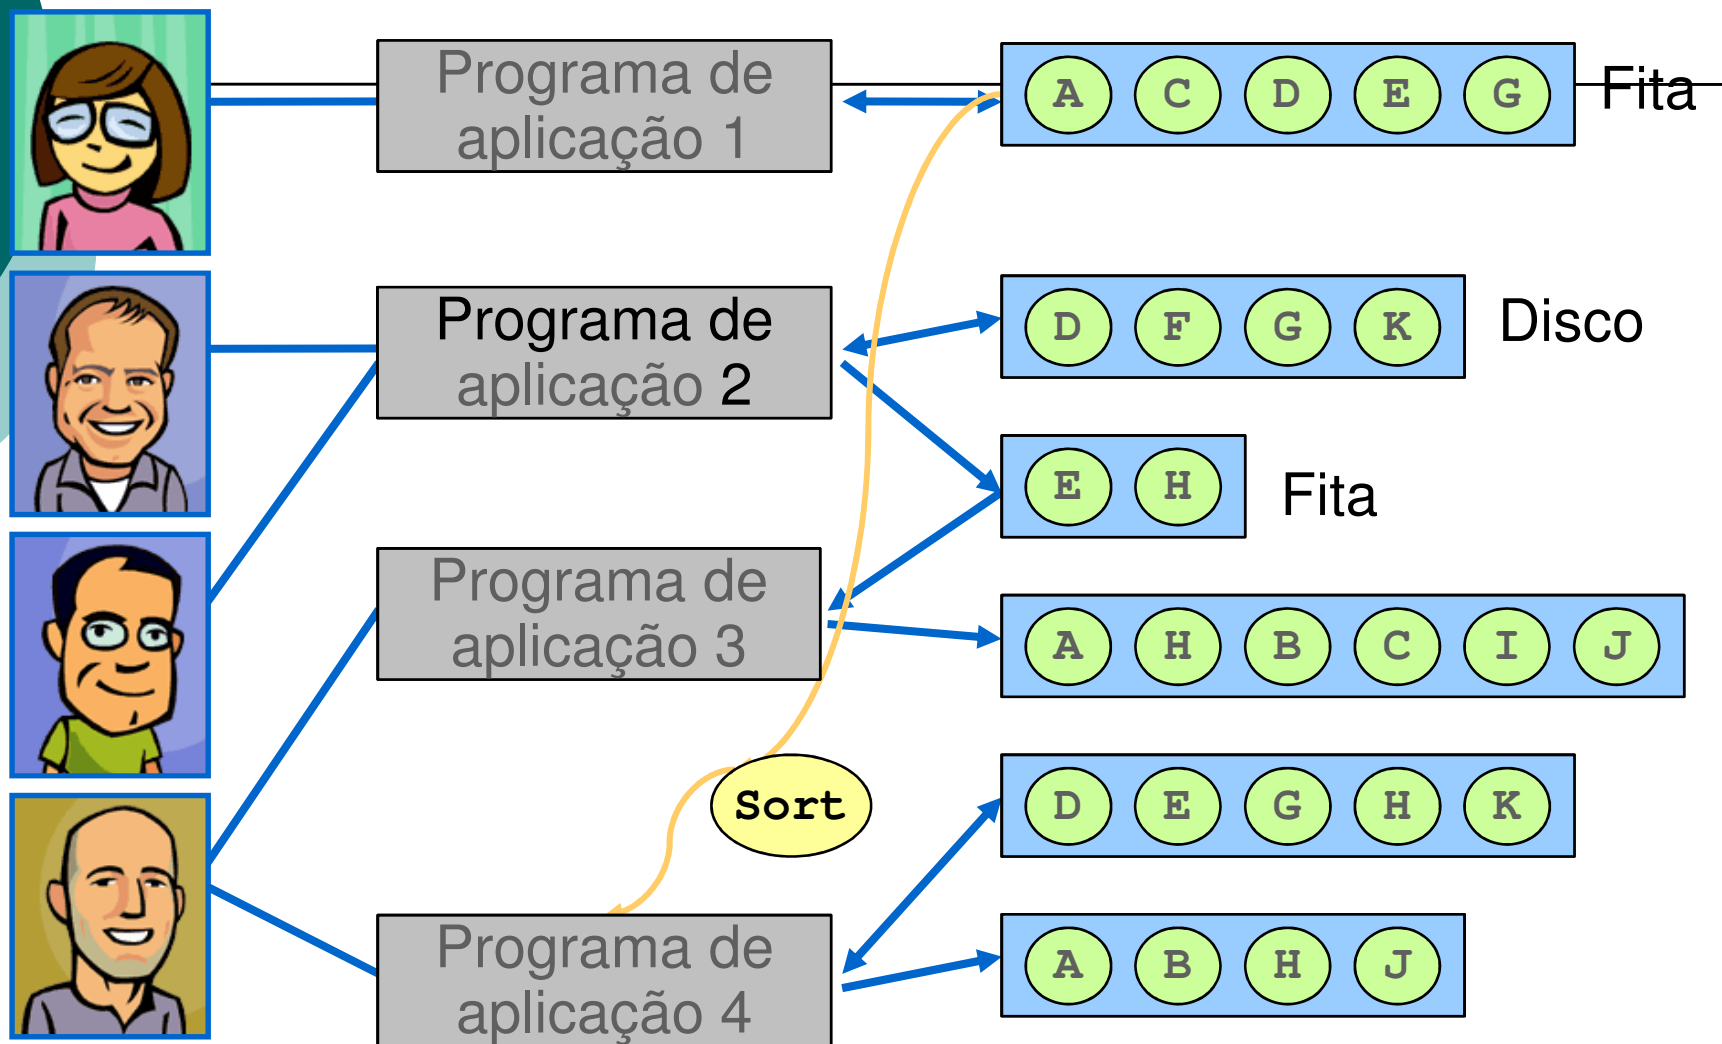 Programa de
aplicação 1
A C D E G
Fita
Programa de
aplicação 2
D F G K
Disco
E H
Fita
Programa de
aplicação 3
A H B C I J
Sort
D E G H K
Programa de
aplicação 4
A B H J